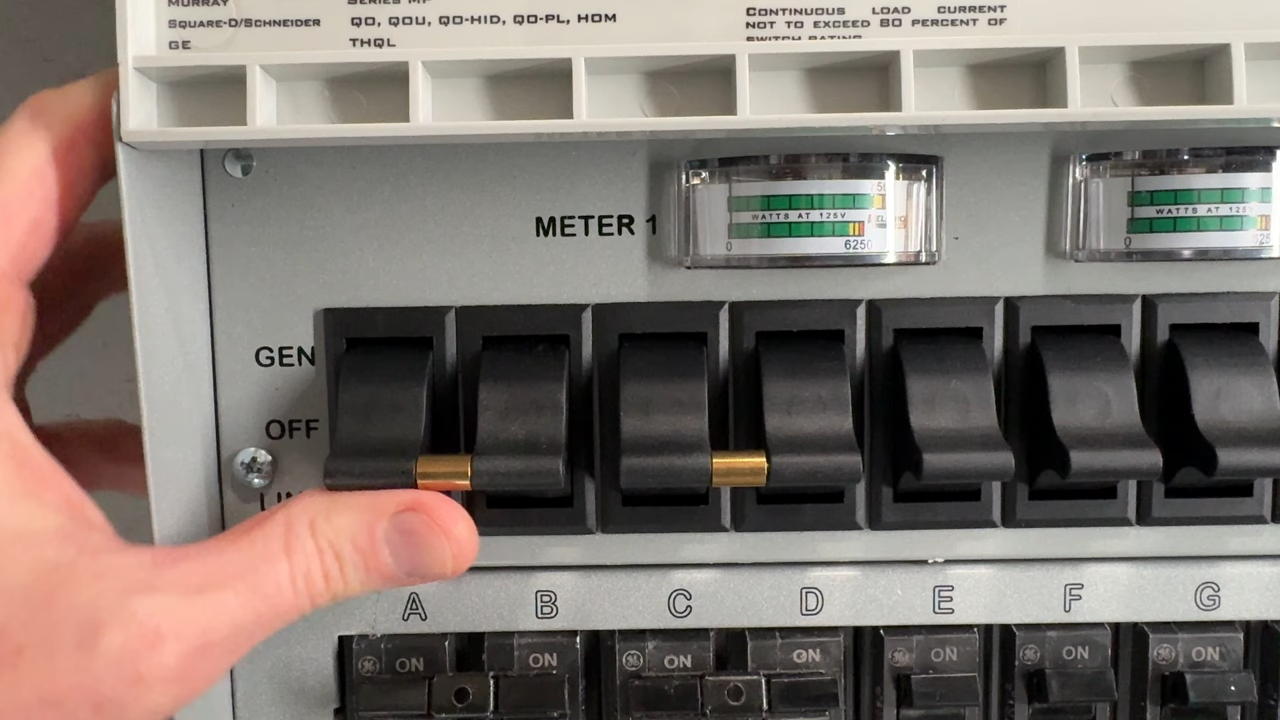 MURRAY
SQUARE-D/SCHNEIDER QO, QOU, QO-HID, QO-PL, HOM
GE THQL
CONTINUOUS LOAD CURRENT
NOT TO EXCEED 80 PERCENT OF
SWITCH RATING
METER 1
WATTS AT 125V
0 6250
WATTS AT 125V
0
GEN
OFF
A B C D E F G
ON ON ON ON ON ON ON